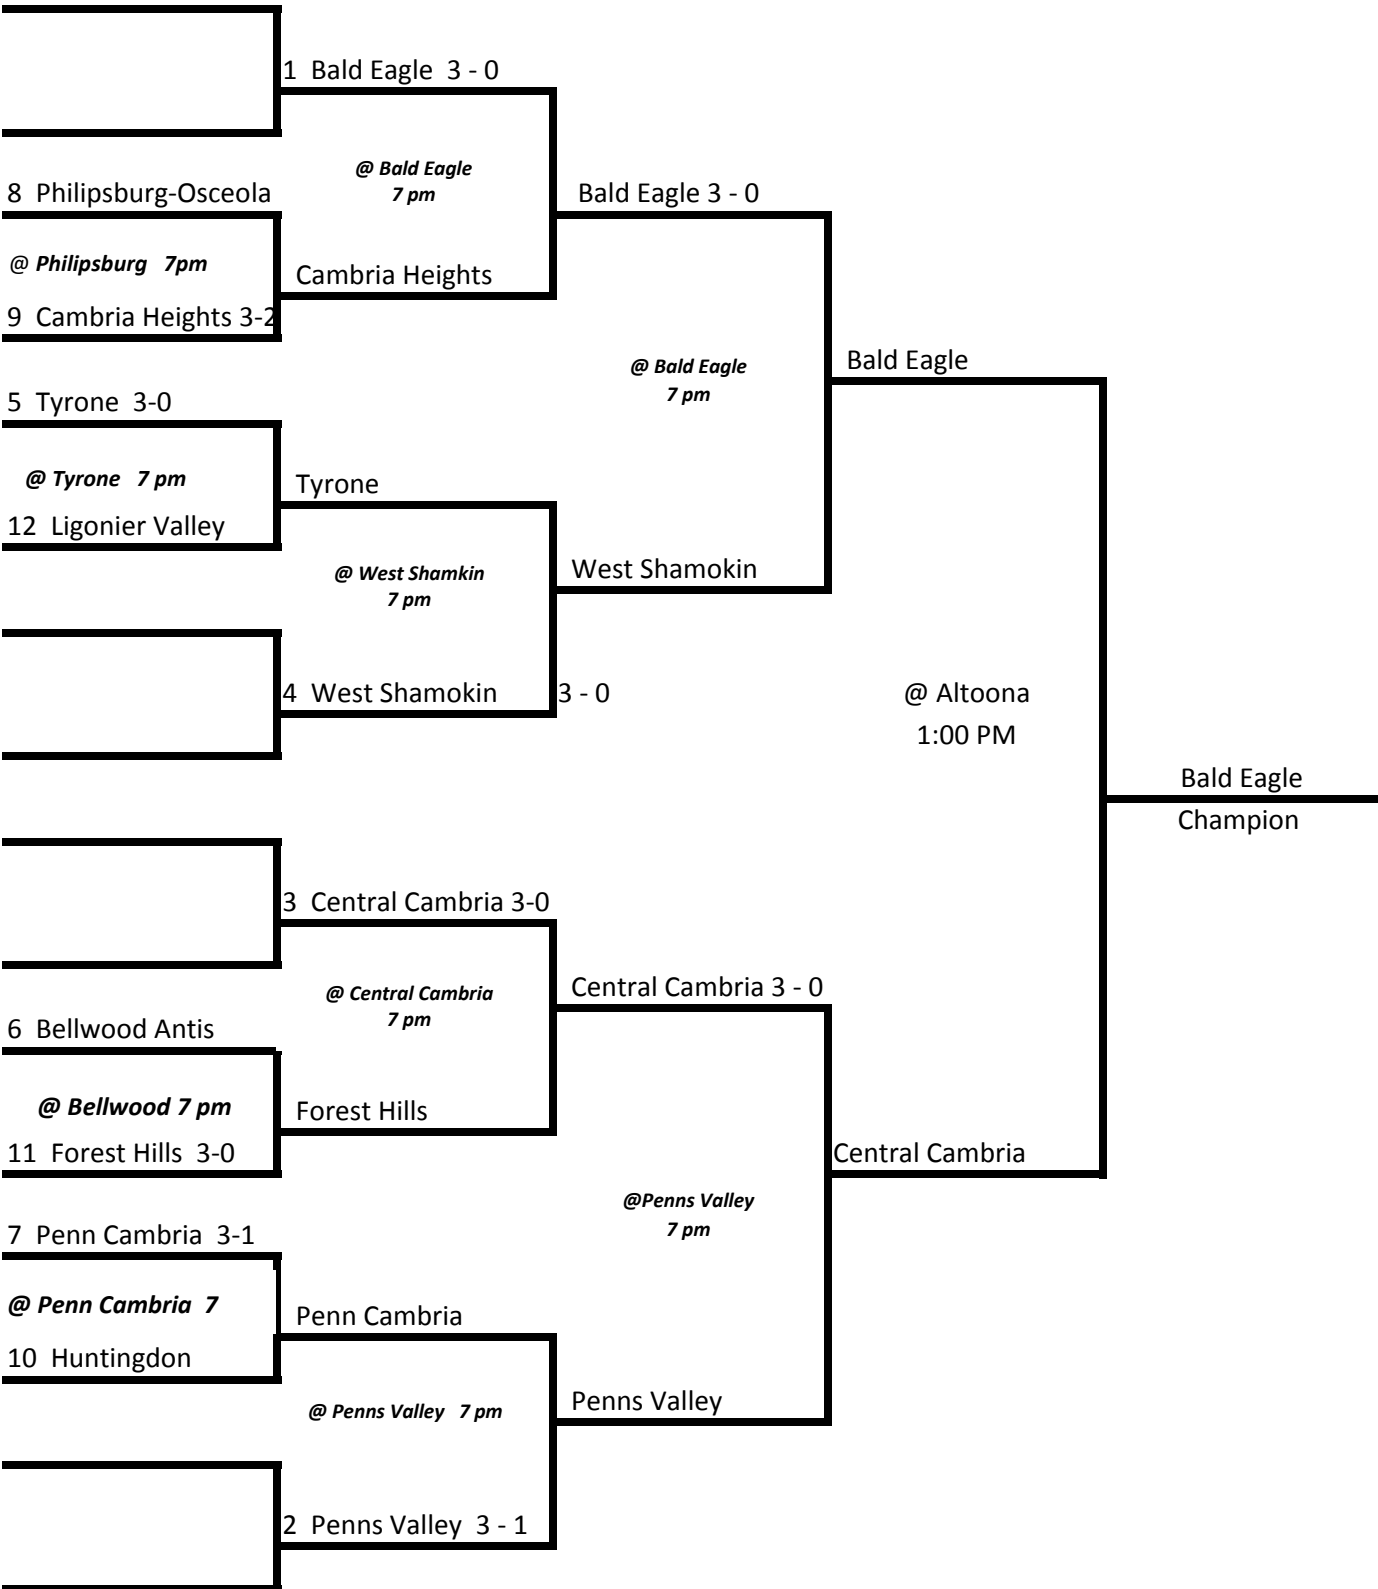 1 Bald Eagle 3 - 0
@ Bald Eagle
7 pm
8 Philipsburg-Osceola
Bald Eagle 3 - 0
@ Philipsburg 7pm
Cambria Heights
9 Cambria Heights 3-2
@ Bald Eagle
7 pm
Bald Eagle
5 Tyrone 3-0
@ Tyrone 7 pm
Tyrone
12 Ligonier Valley
@ West Shamkin
7 pm
West Shamokin
4 West Shamokin
3 - 0
@ Altoona
1:00 PM
Bald Eagle
Champion
3 Central Cambria 3-0
@ Central Cambria
7 pm
Central Cambria 3 - 0
6 Bellwood Antis
@ Bellwood 7 pm
Forest Hills
11 Forest Hills 3-0
Central Cambria
@Penns Valley
7 pm
7 Penn Cambria 3-1
@ Penn Cambria 7
Penn Cambria
10 Huntingdon
@ Penns Valley 7 pm
Penns Valley
2 Penns Valley 3 - 1